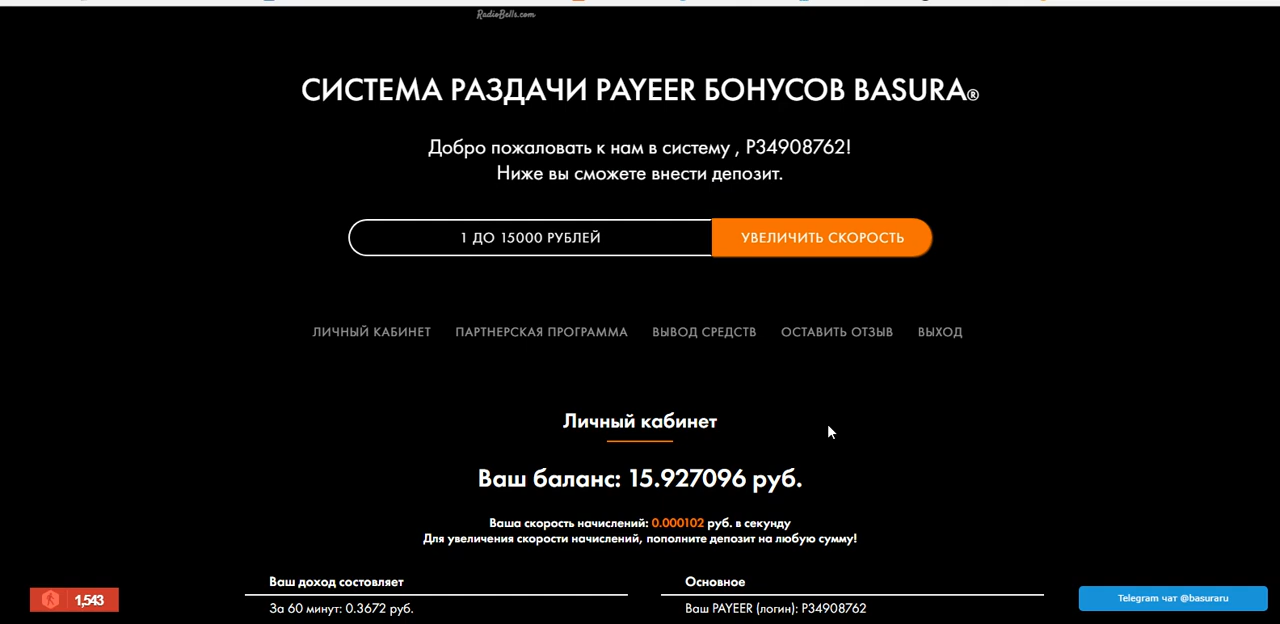 RadioBells.com
СИСТЕМА РАЗДАЧИ PAYEER БОНУСОВ BASURA®
Добро пожаловать к нам в систему , P34908762!
Ниже вы сможете внести депозит.
1 ДО 15000 РУБЛЕЙ
УВЕЛИЧИТЬ СКОРОСТЬ
ЛИЧНЫЙ КАБИНЕТ ПАРТНЕРСКАЯ ПРОГРАММА ВЫВОД СРЕДСТВ ОСТАВИТЬ ОТЗЫВ ВЫХОД
Личный кабинет
Ваш баланс: 15.927096 руб.
Ваша скорость начислений: 0.000102 руб. в секунду
Для увеличения скорости начислений, пополните депозит на любую сумму!
Ваш доход состовляет
За 60 минут: 0.3672 руб.
Основное
Ваш PAYEER (логин): P34908762
1,543
Telegram чат @basuraru